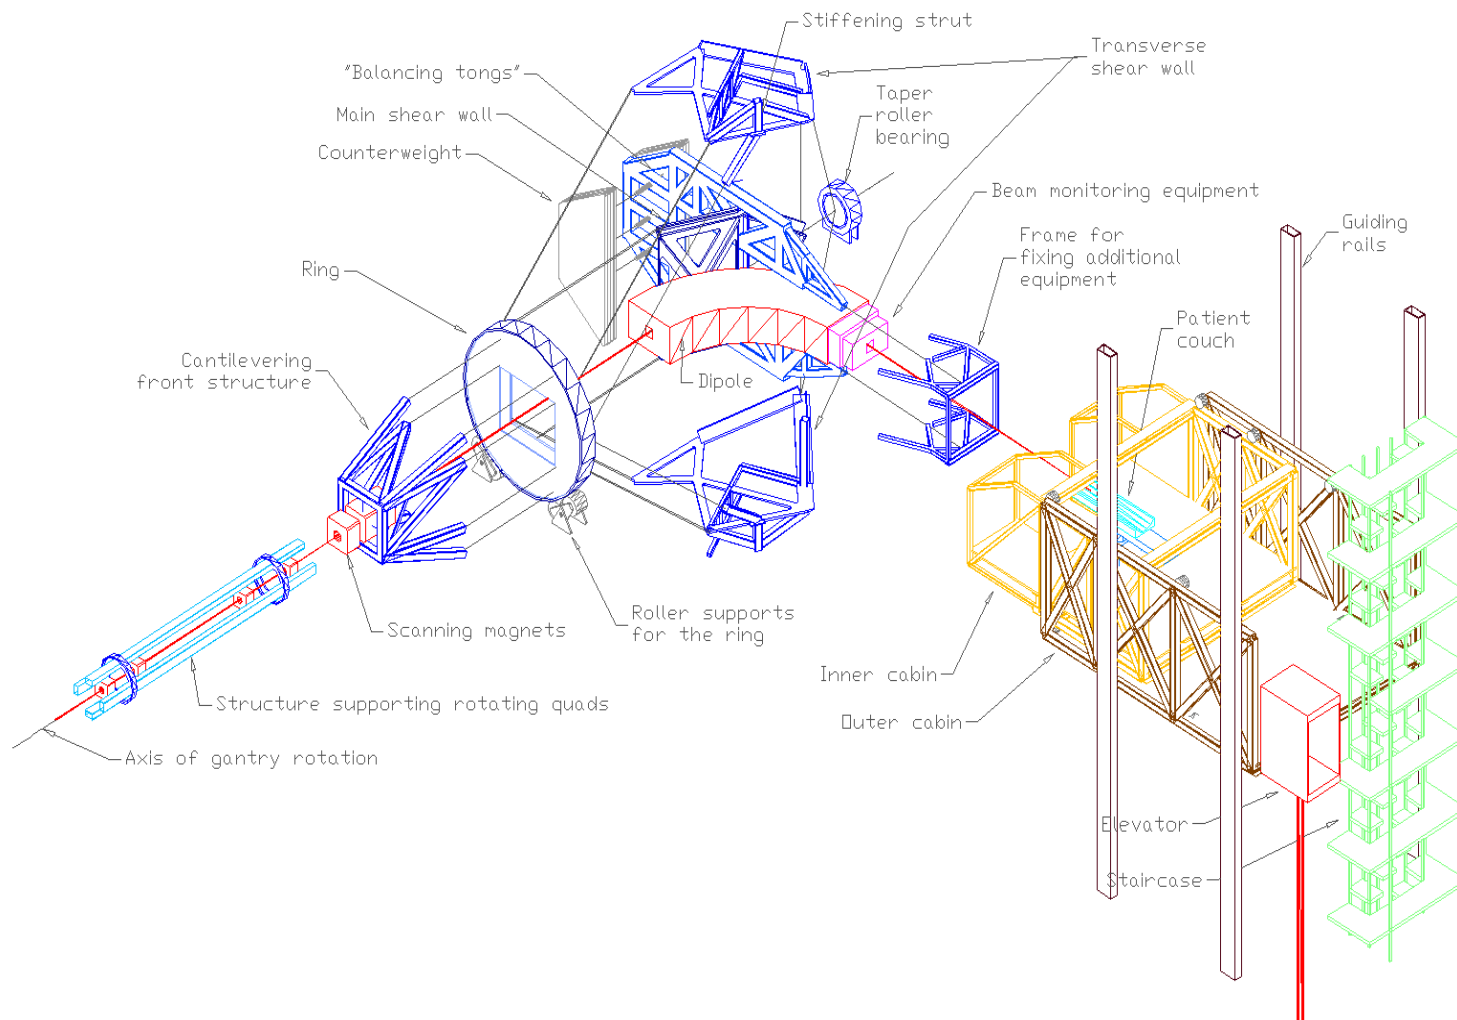 Stiffening strut
Transverse
shear wall
"Balancing tongs"
Taper
roller
bearing
Main shear wall
Counterweight
Beam monitoring equipment
Guiding
rails
Frame for
fixing additional
equipment
Ring
Patient
couch
Cantilevering
front structure
Dipole
Roller supports
for the ring
Scanning magnets
Inner cabin
Structure supporting rotating quads
Outer cabin
Axis of gantry rotation
Elevator
Staircase